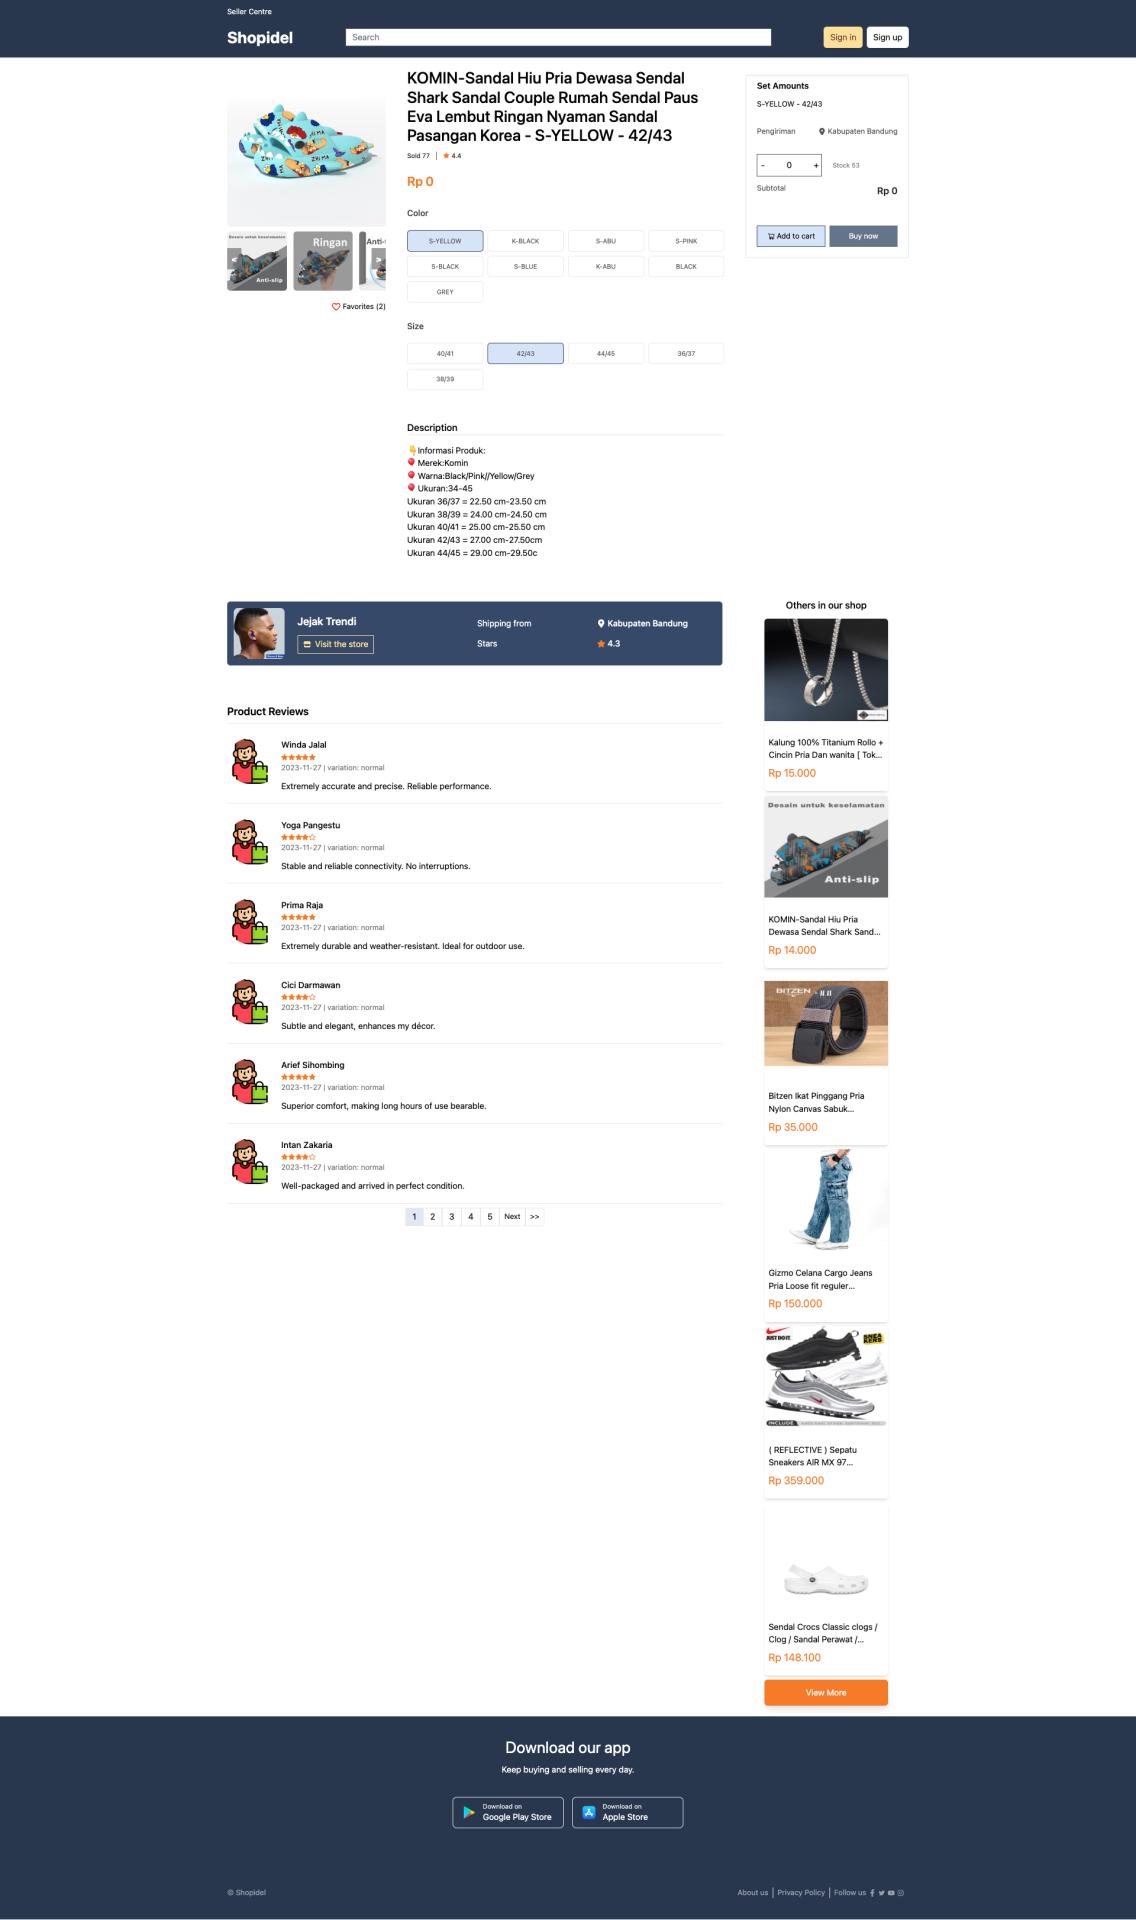 Seller Centre
Shopidel
Search
Sign in
Sign up
KOMIN-Sandal Hiu Pria Dewasa Sendal
Shark Sandal Couple Rumah Sendal Paus
Eva Lembut Ringan Nyaman Sandal
Pasangan Korea - S-YELLOW - 42/43
Sold 77 | 4.4
Rp 0
Color
S-YELLOW
K-BLACK
S-ABU
S-PINK
S-BLACK
S-BLUE
K-ABU
BLACK
GREY
Size
40/41
42/43
44/45
36/37
38/39
Set Amounts
S-YELLOW - 42/43
Pengiriman
Kabupaten Bandung
- 0 +
Stock 53
Subtotal
Rp 0
Add to cart
Buy now
ZHI MA
Desain untuk keselamatan
Anti-slip
Ringan
Anti-
<
>
Favorites (2)
Description
👇Informasi Produk:
🎈 Merek:Komin
🎈 Warna:Black/Pink//Yellow/Grey
🎈 Ukuran:34-45
Ukuran 36/37 = 22.50 cm-23.50 cm
Ukuran 38/39 = 24.00 cm-24.50 cm
Ukuran 40/41 = 25.00 cm-25.50 cm
Ukuran 42/43 = 27.00 cm-27.50cm
Ukuran 44/45 = 29.00 cm-29.50c
Jejak Trendi
Visit the store
Shipping from
Kabupaten Bandung
Stars
4.3
Product Reviews
Winda Jalal
2023-11-27 | variation: normal
Extremely accurate and precise. Reliable performance.
Yoga Pangestu
2023-11-27 | variation: normal
Stable and reliable connectivity. No interruptions.
Prima Raja
2023-11-27 | variation: normal
Extremely durable and weather-resistant. Ideal for outdoor use.
Cici Darmawan
2023-11-27 | variation: normal
Subtle and elegant, enhances my décor.
Arief Sihombing
2023-11-27 | variation: normal
Superior comfort, making long hours of use bearable.
Intan Zakaria
2023-11-27 | variation: normal
Well-packaged and arrived in perfect condition.
1 2 3 4 5 Next >>
Others in our shop
Kalung 100% Titanium Rollo +
Cincin Pria Dan wanita [ Tok...
Rp 15.000
Desain untuk keselamatan
Anti-slip
KOMIN-Sandal Hiu Pria
Dewasa Sendal Shark Sand...
Rp 14.000
BITZEN
Bitzen Ikat Pinggang Pria
Nylon Canvas Sabuk...
Rp 35.000
Gizmo Celana Cargo Jeans
Pria Loose fit reguler...
Rp 150.000
JUST DO IT.
SNEA
KERS
INCLUDE
( REFLECTIVE ) Sepatu
Sneakers AIR MX 97...
Rp 359.000
Sendal Crocs Classic clogs /
Clog / Sandal Perawat /...
Rp 148.100
View More
Download our app
Keep buying and selling every day.
Download on
Google Play Store
Download on
Apple Store
© Shopidel
About us | Privacy Policy | Follow us